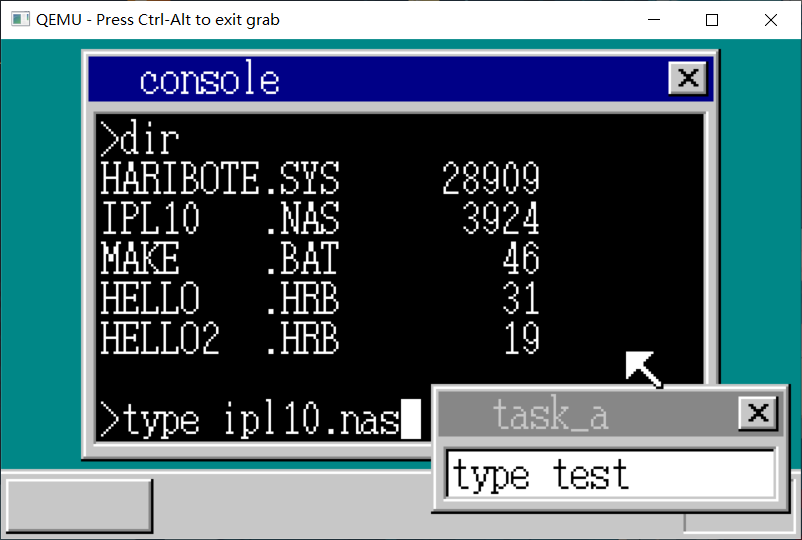 QEMU - Press Ctrl-Alt to exit grab
console
>dir
HARIBOTE.SYS 28909
IPL10 .NAS 3924
MAKE .BAT 46
HELLO .HRB 31
HELLO2 .HRB 19
>type ipl10.nas
task_a
type test